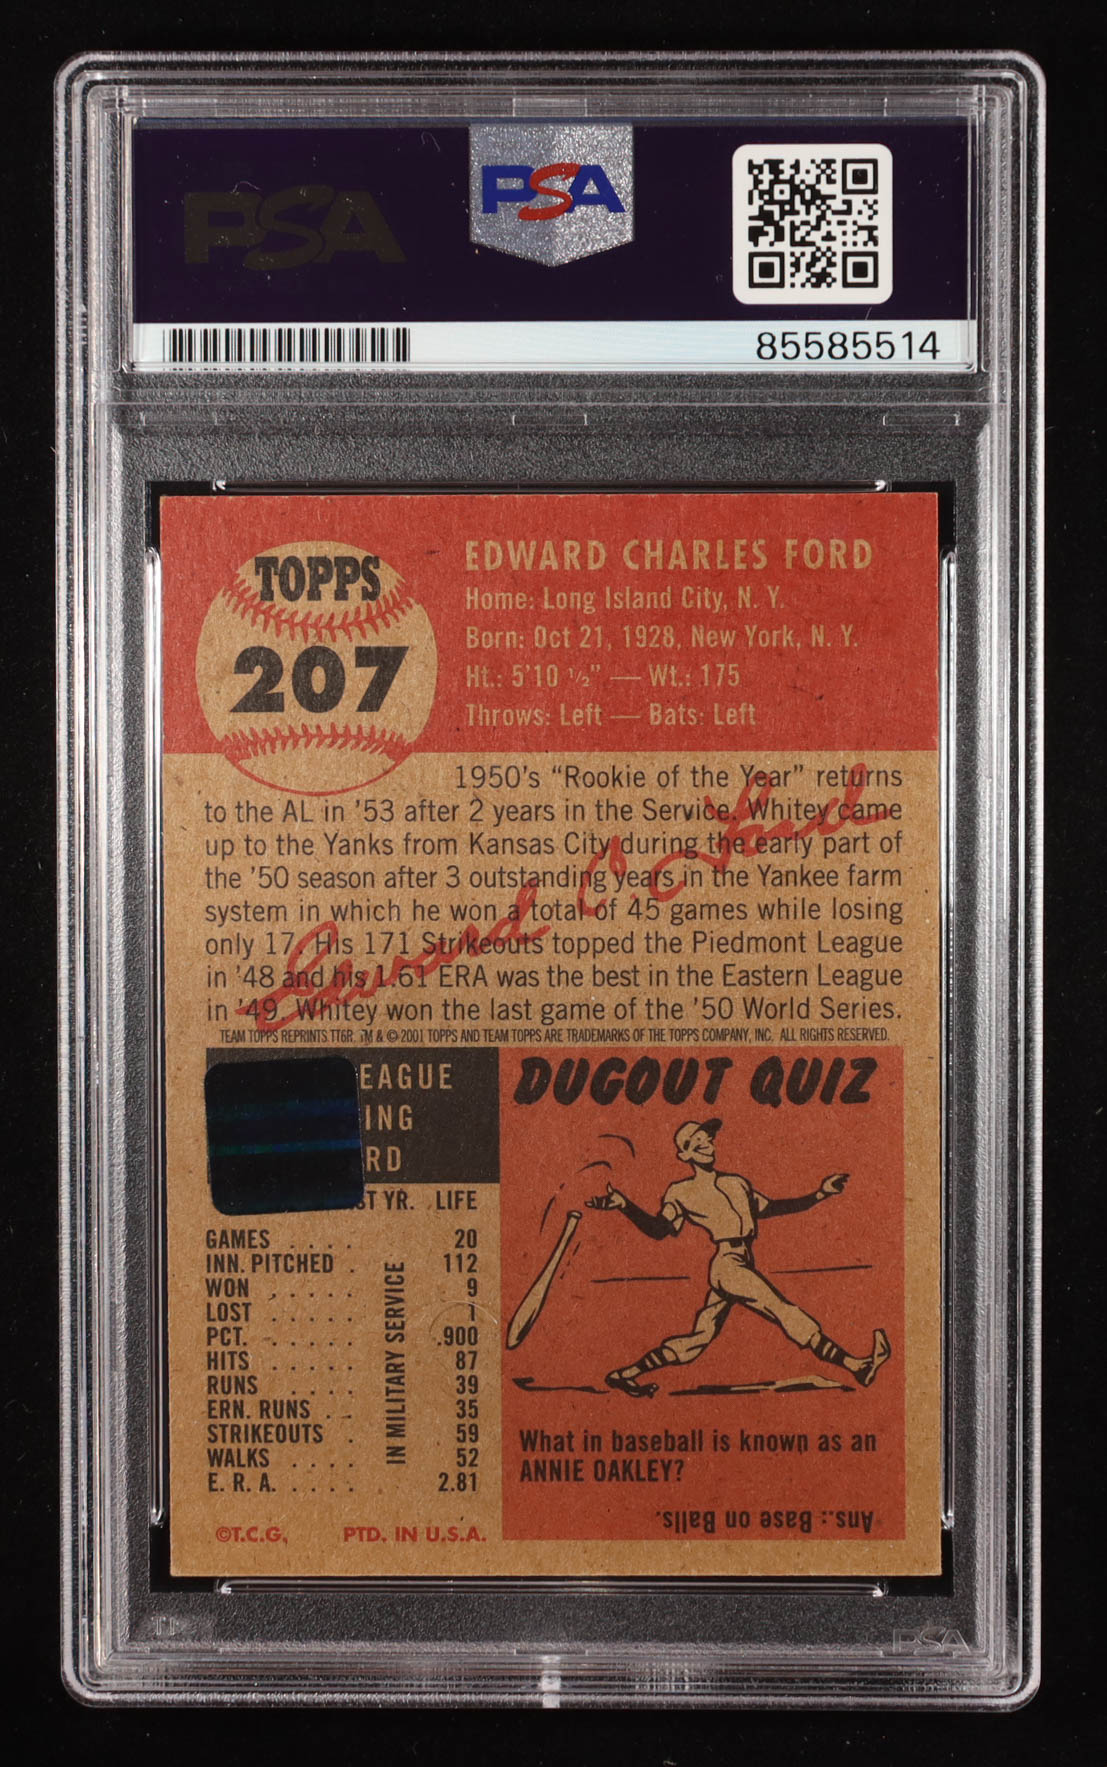 PSA
PSA
85585514
TOPPS
207
EDWARD CHARLES FORD
Home: Long Island City, N. Y.
Born: Oct 21, 1928, New York, N. Y.
Ht.: 5'10 ½" — Wt.: 175
Throws: Left — Bats: Left
1950's "Rookie of the Year" returns
to the AL in '53 after 2 years in the Service. Whitey came
up to the Yanks from Kansas City during the early part of
the '50 season after 3 outstanding years in the Yankee farm
system in which he won a total of 45 games while losing
only 17. His 171 Strikeouts topped the Piedmont League
in '48 and his 1.61 ERA was the best in the Eastern League
in '49. Whitey won the last game of the '50 World Series.
Edward C. Ford
TEAM TOPPS REPRINTS TT6R. TM & © 2001 TOPPS AND TEAM TOPPS ARE TRADEMARKS OF THE TOPPS COMPANY, INC. ALL RIGHTS RESERVED.
EAGUE
ING
RD
ST YR. LIFE
GAMES . . . . 20
INN. PITCHED . 112
WON . . . . . 9
LOST . . . . . 1
PCT. . . . . . .900
HITS . . . . . 87
RUNS . . . . 39
ERN. RUNS . . 35
STRIKEOUTS . 59
WALKS . . . . 52
E. R. A. . . . . 2.81
IN MILITARY SERVICE
©T.C.G. PTD. IN U.S.A.
DUGOUT QUIZ
What in baseball is known as an
ANNIE OAKLEY?
Ans.: Base on Balls.
PSA